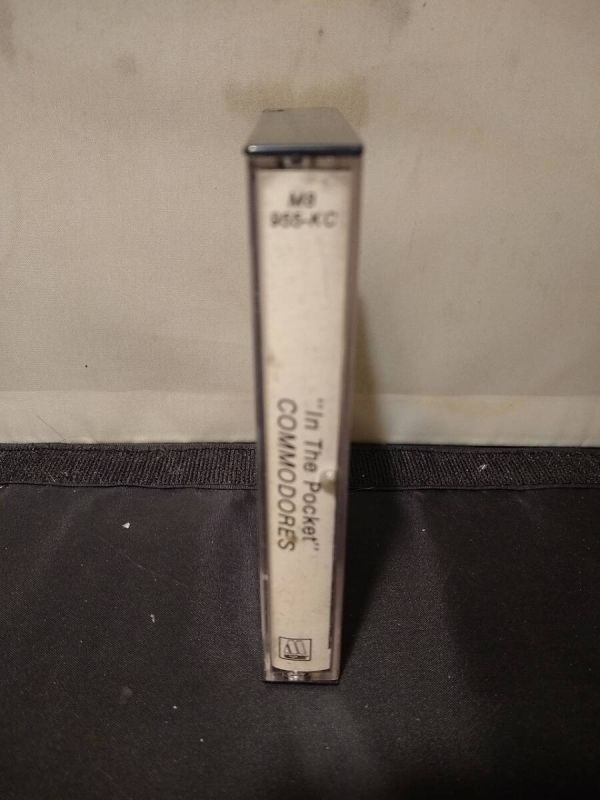 M8
955-KC
"In The Pocket"
COMMODORES